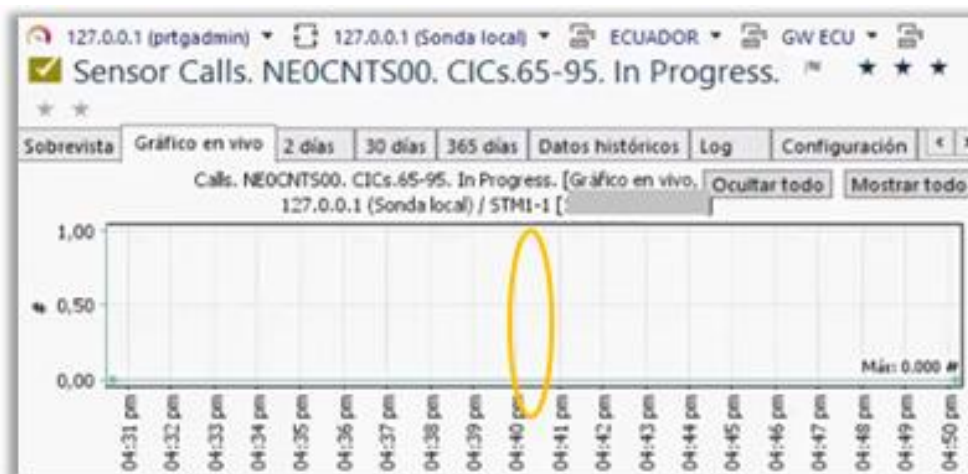 127.0.0.1 (prtgadmin) 127.0.0.1 (Sonda local) ECUADOR GW ECU
Sensor Calls. NE0CNTS00. CICs.65-95. In Progress.
Sobrevista Gráfico en vivo 2 días 30 días 365 días Datos históricos Log Configuración
Calls. NE0CNTS00. CICs.65-95. In Progress. [Gráfico en vivo, Ocultar todo Mostrar todo
127.0.0.1 (Sonda local) / STM1-1 [
1,00
# 0,50
0,00
Máx: 0.000 #
04:31 pm 04:32 pm 04:33 pm 04:34 pm 04:35 pm 04:36 pm 04:37 pm 04:38 pm 04:39 pm 04:40 pm 04:41 pm 04:42 pm 04:43 pm 04:44 pm 04:45 pm 04:46 pm 04:47 pm 04:48 pm 04:49 pm 04:50 pm